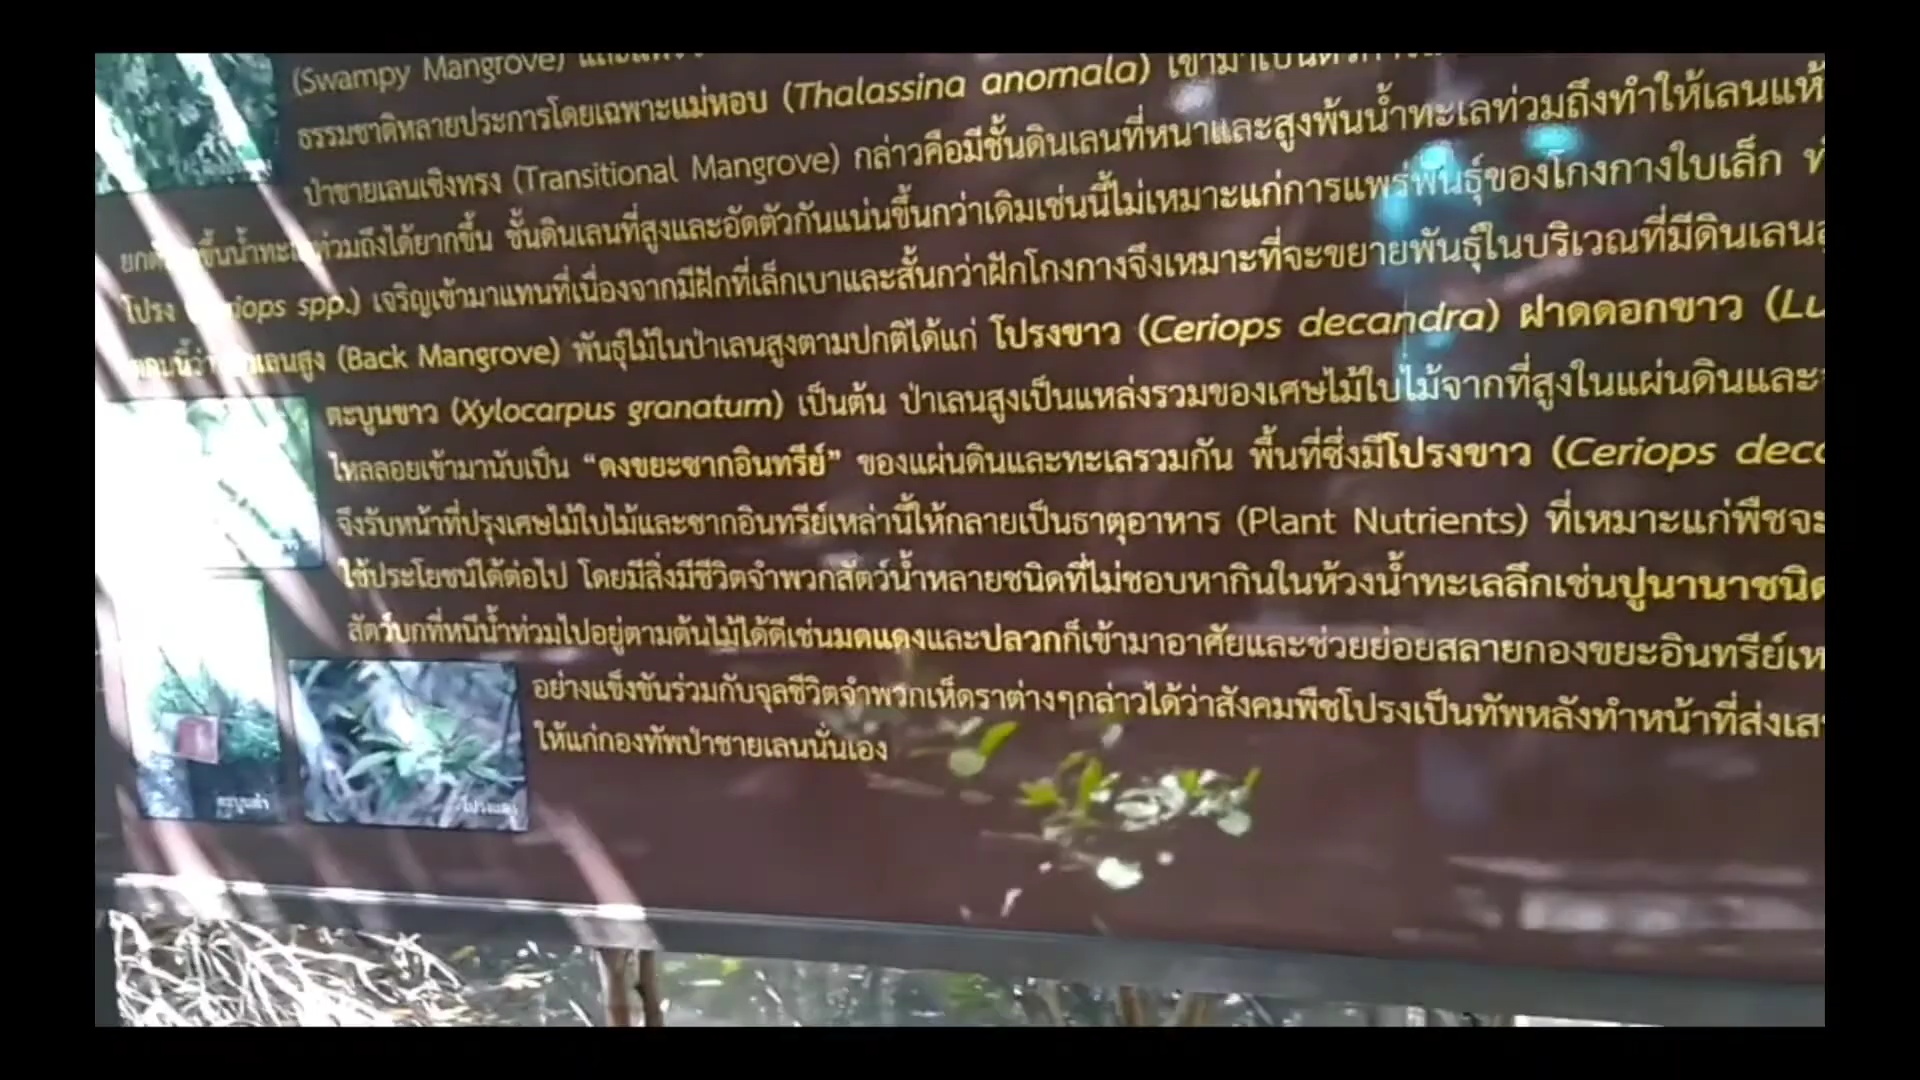 (Swampy Mangrove)
ธรรมชาติหลายประการโดยเฉพาะแม่หอบ (Thalassina anomala) เข้ามาเป็นตัวการ
ป่าชายเลนเชิงทรง (Transitional Mangrove) กล่าวคือมีชั้นดินเลนที่หนาและสูงพ้นน้ำทะเลท่วมถึงทำให้เลนแห้
ขึ้นน้ำทะเลท่วมถึงได้ยากขึ้น ชั้นดินเลนที่สูงและอัดตัวกันแน่นขึ้นกว่าเดิมเช่นนี้ไม่เหมาะแก่การแพร่พันธุ์ของโกงกางใบเล็ก
โปรง (Ceriops spp.) เจริญเข้ามาแทนที่เนื่องจากมีฝักที่เล็กเบาและสั้นกว่าฝักโกงกางจึงเหมาะที่จะขยายพันธุ์ในบริเวณที่มีดินเลน
เลนสูง (Back Mangrove) พันธุ์ไม้ในป่าเลนสูงตามปกติได้แก่ โปรงขาว (Ceriops decandra) ฝาดดอกขาว (Lu
ตะบูนขาว (Xylocarpus granatum) เป็นต้น ป่าเลนสูงเป็นแหล่งรวมของเศษไม้ใบไม้จากที่สูงในแผ่นดินและ
ไหลลอยเข้ามานับเป็น “ดงขยะซากอินทรีย์” ของแผ่นดินและทะเลรวมกัน พื้นที่ซึ่งมีโปรงขาว (Ceriops dec
จึงรับหน้าที่ปรุงเศษไม้ใบไม้และซากอินทรีย์เหล่านี้ให้กลายเป็นธาตุอาหาร (Plant Nutrients) ที่เหมาะแก่พืชจะ
ใช้ประโยชน์ได้ต่อไป โดยมีสิ่งมีชีวิตจำพวกสัตว์น้ำหลายชนิดที่ไม่ชอบหากินในห้วงน้ำทะเลลึกเช่นปูนานาชนิด
สัตว์บกที่หนีน้ำท่วมไปอยู่ตามต้นไม้ได้ดีเช่นมดแดงและปลวกก็เข้ามาอาศัยและช่วยย่อยสลายกองขยะอินทรีย์เห
อย่างแข็งขันร่วมกับจุลชีวิตจำพวกเห็ดราต่างๆกล่าวได้ว่าสังคมพืชโปรงเป็นทัพหลังทำหน้าที่ส่งเส
ให้แก่กองทัพป่าชายเลนนั่นเอง
ตะบูนดำ
โปรงแดง